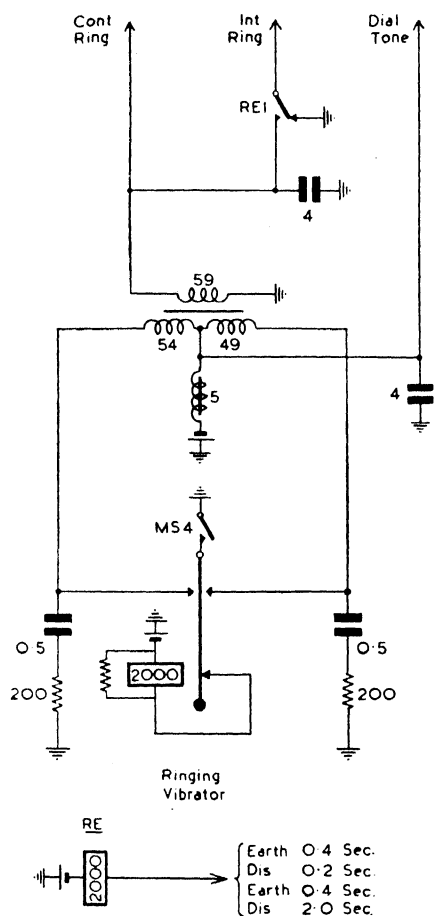 Cont Ring
Int Ring
Dial Tone
RE1
4
59
54
49
5
4
MS4
0.5
2000
0.5
200
200
Ringing Vibrator
RE
2000
Earth 0.4 Sec.
Dis 0.2 Sec.
Earth 0.4 Sec.
Dis 2.0 Sec.